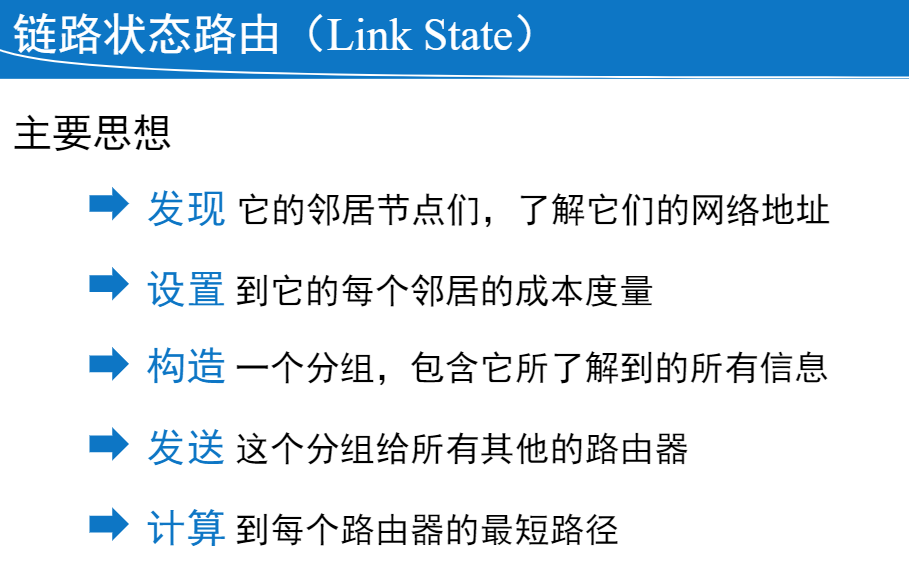 链路状态路由（Link State）
主要思想
发现 它的邻居节点们，了解它们的网络地址
设置 到它的每个邻居的成本度量
构造 一个分组，包含它所了解到的所有信息
发送 这个分组给所有其他的路由器
计算 到每个路由器的最短路径